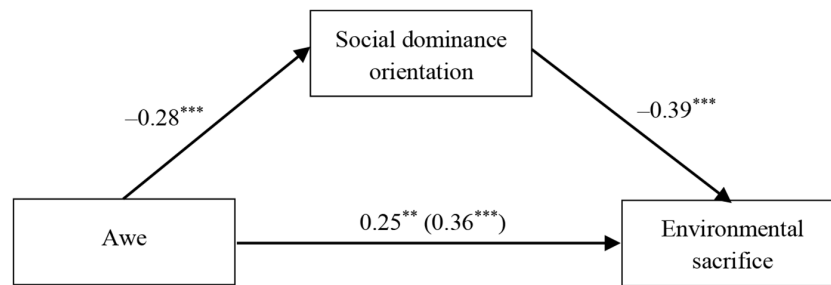 Social dominance
orientation
–0.28***
–0.39***
Awe
0.25** (0.36***)
Environmental
sacrifice